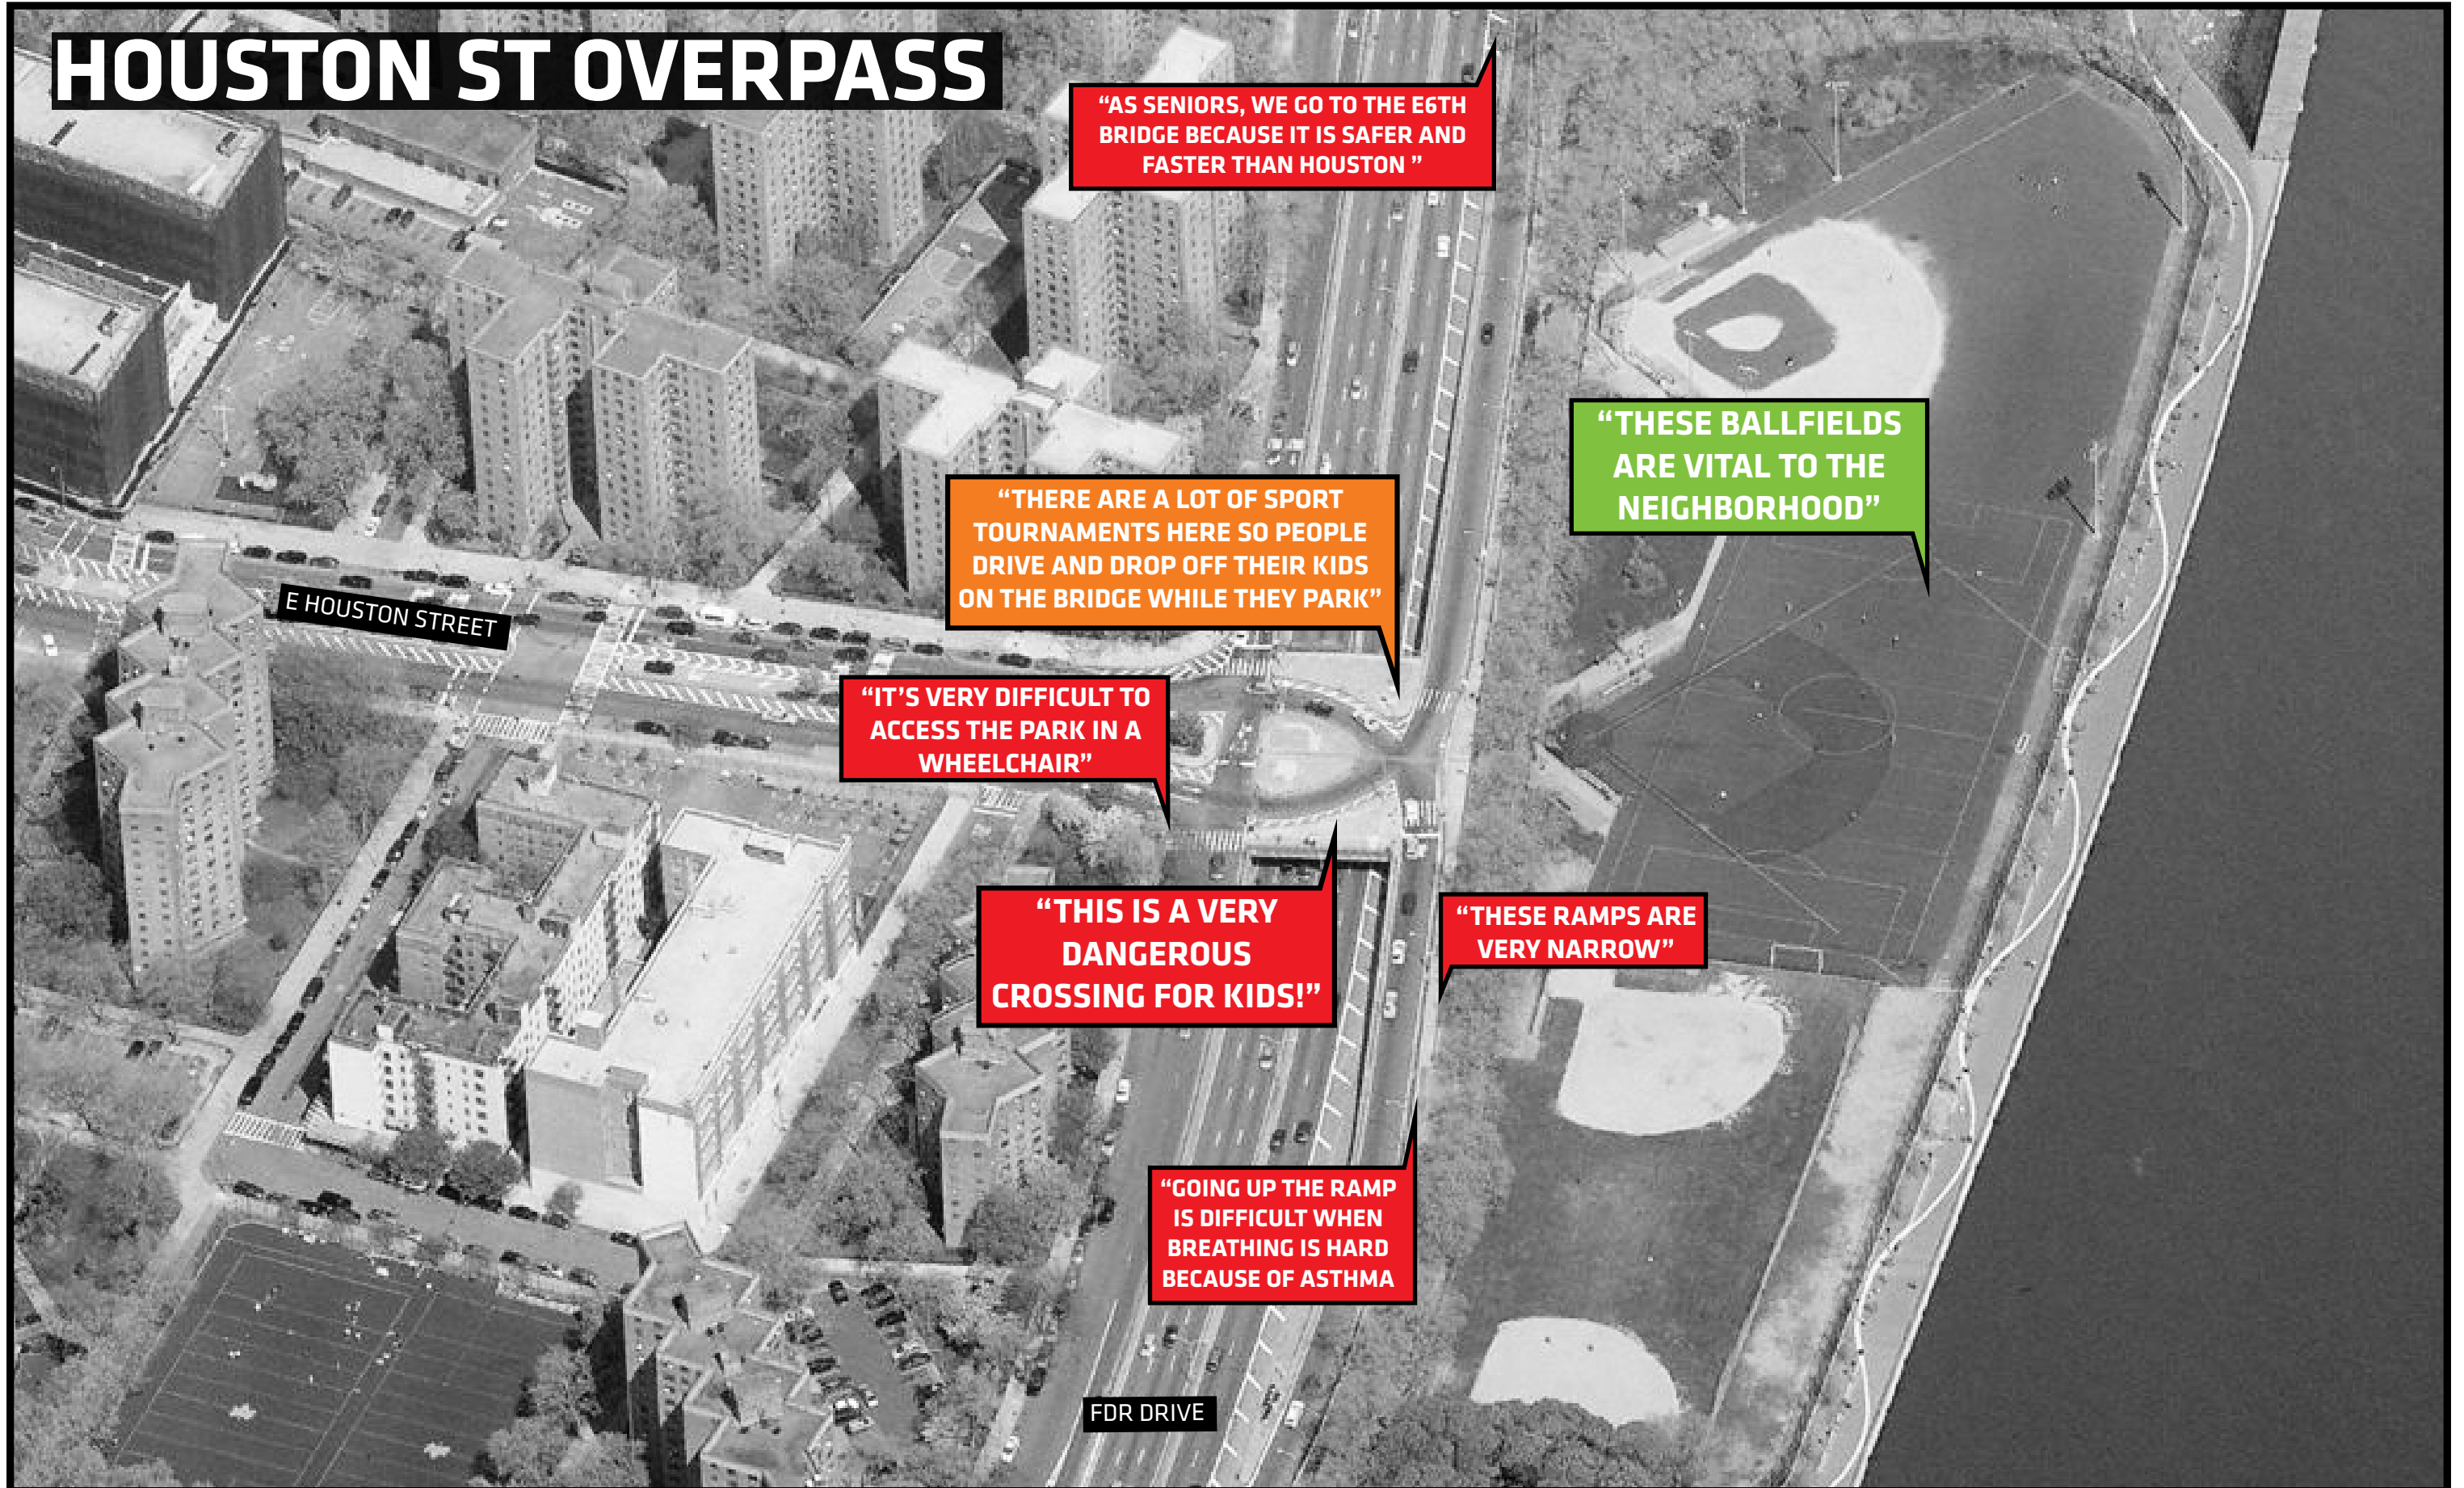 HOUSTON ST OVERPASS
“AS SENIORS, WE GO TO THE E6TH
BRIDGE BECAUSE IT IS SAFER AND
FASTER THAN HOUSTON ”
“THESE BALLFIELDS
ARE VITAL TO THE
NEIGHBORHOOD”
“THERE ARE A LOT OF SPORT
TOURNAMENTS HERE SO PEOPLE
DRIVE AND DROP OFF THEIR KIDS
ON THE BRIDGE WHILE THEY PARK”
E HOUSTON STREET
“IT’S VERY DIFFICULT TO
ACCESS THE PARK IN A
WHEELCHAIR”
“THIS IS A VERY
DANGEROUS
CROSSING FOR KIDS!”
“THESE RAMPS ARE
VERY NARROW”
“GOING UP THE RAMP
IS DIFFICULT WHEN
BREATHING IS HARD
BECAUSE OF ASTHMA
FDR DRIVE